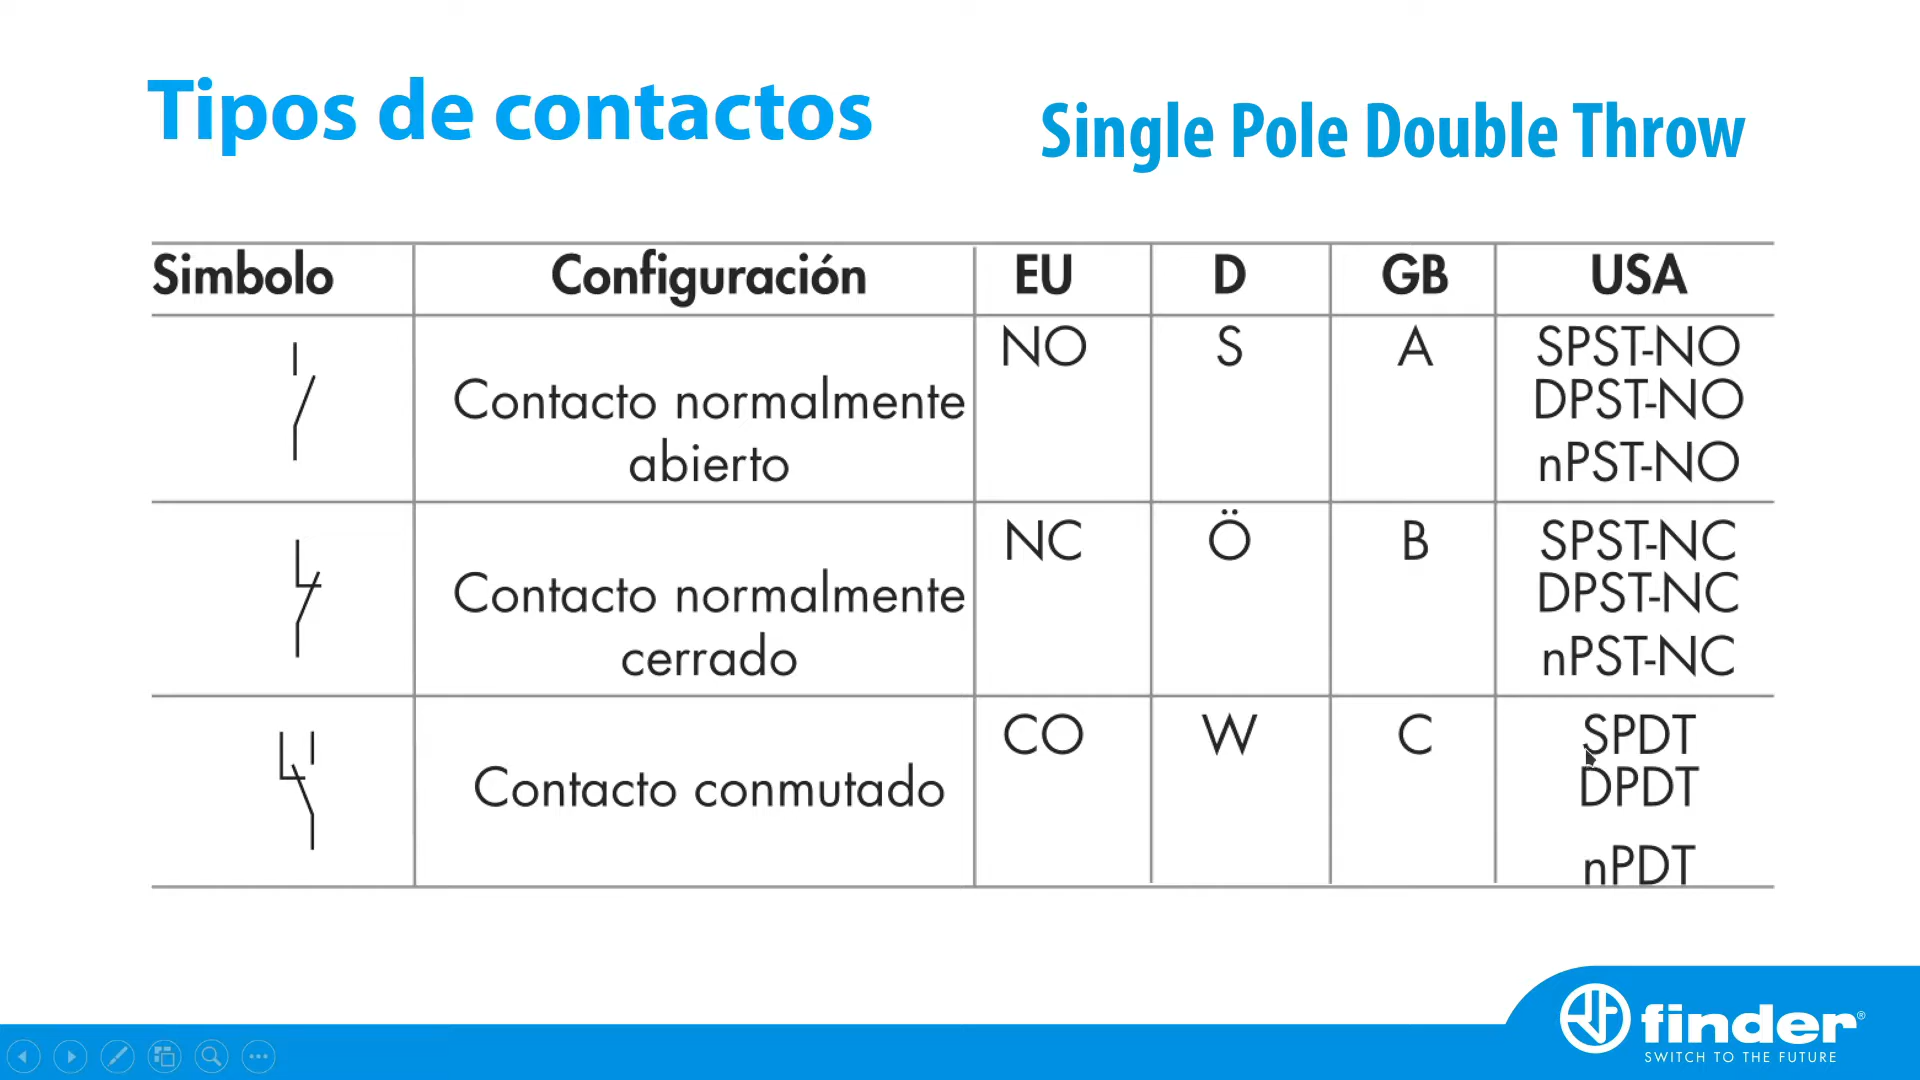 Tipos de contactos
Single Pole Double Throw
Simbolo Configuración EU D GB USA
NO S A SPST-NO
Contacto normalmente DPST-NO
abierto nPST-NO
NC Ö B SPST-NC
Contacto normalmente DPST-NC
cerrado nPST-NC
CO W C SPDT
Contacto conmutado DPDT
nPDT
finder®
SWITCH TO THE FUTURE